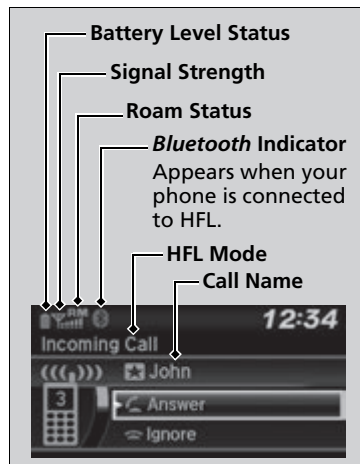 Battery Level Status
Signal Strength
Roam Status
Bluetooth Indicator
Appears when your
phone is connected
to HFL.
HFL Mode
Call Name
RM
12:34
Incoming Call
John
3
Answer
Ignore